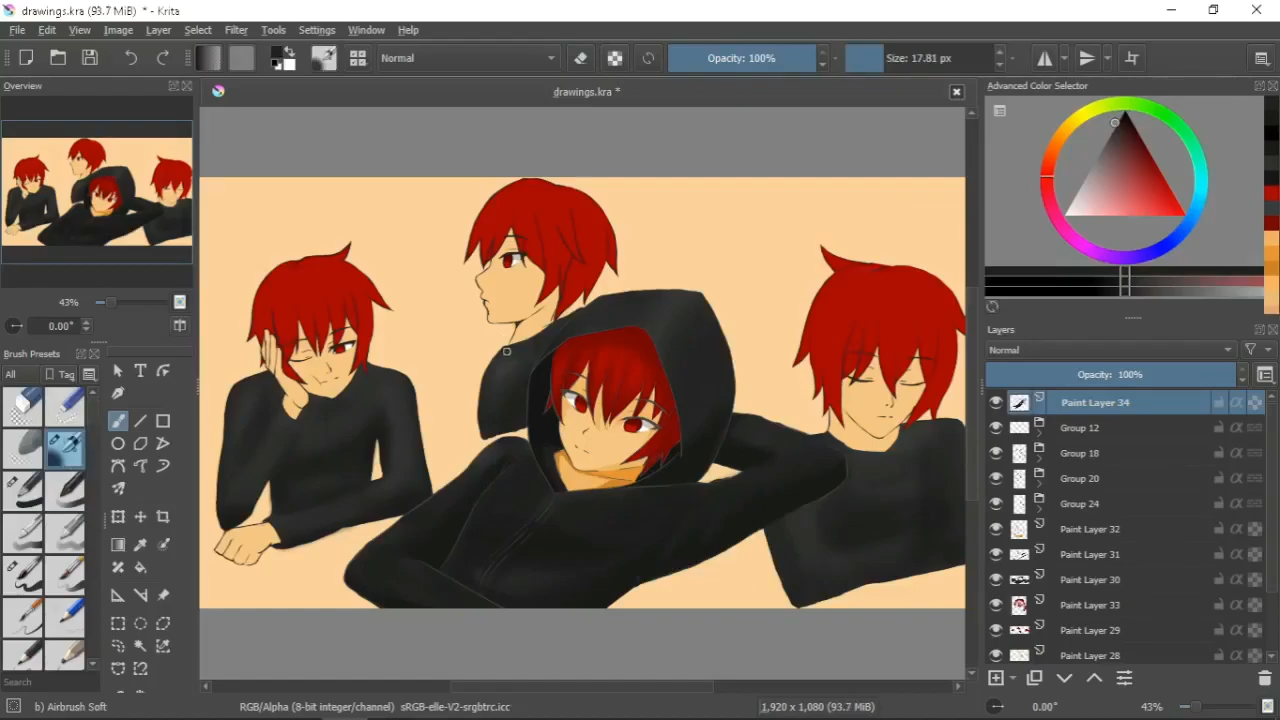 drawings.kra (93.7 MiB) * - Krita
File Edit View Image Layer Select Filter Tools Settings Window Help
Normal
Opacity: 100%
Size: 17.81 px
Overview
drawings.kra *
Advanced Color Selector
43%
0.00°
Brush Presets
All
Tag
Search
Layers
Normal
Opacity: 100%
Paint Layer 34
Group 12
Group 18
Group 20
Group 24
Paint Layer 32
Paint Layer 31
Paint Layer 30
Paint Layer 33
Paint Layer 29
Paint Layer 28
b) Airbrush Soft
RGB/Alpha (8-bit integer/channel) sRGB-elle-V2-srgbtrc.icc
1,920 x 1,080 (93.7 MiB)
0.00°
43%